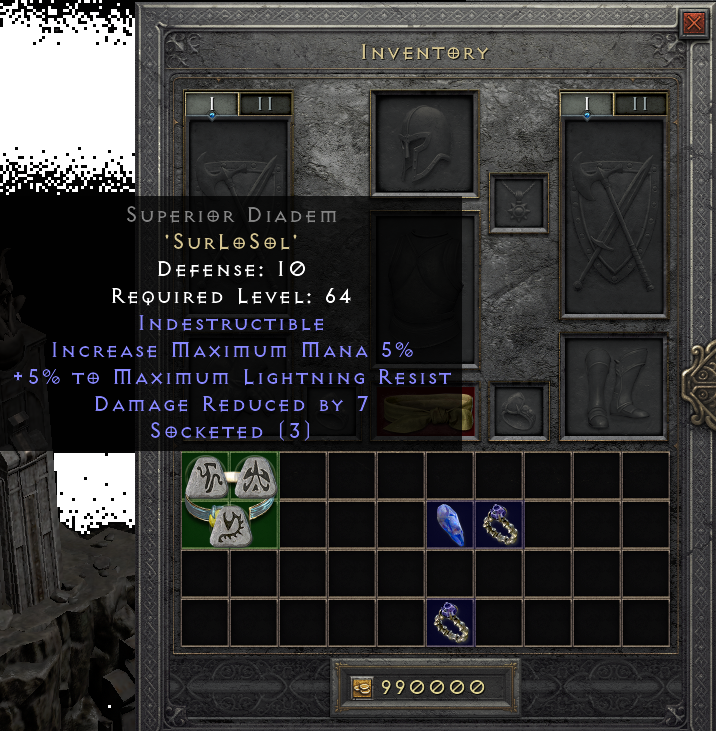 Inventory
I II
I II
Superior Diadem
'SurLoSol'
Defense: 10
Required Level: 64
Indestructible
Increase Maximum Mana 5%
+5% to Maximum Lightning Resist
Damage Reduced by 7
Socketed (3)
990000